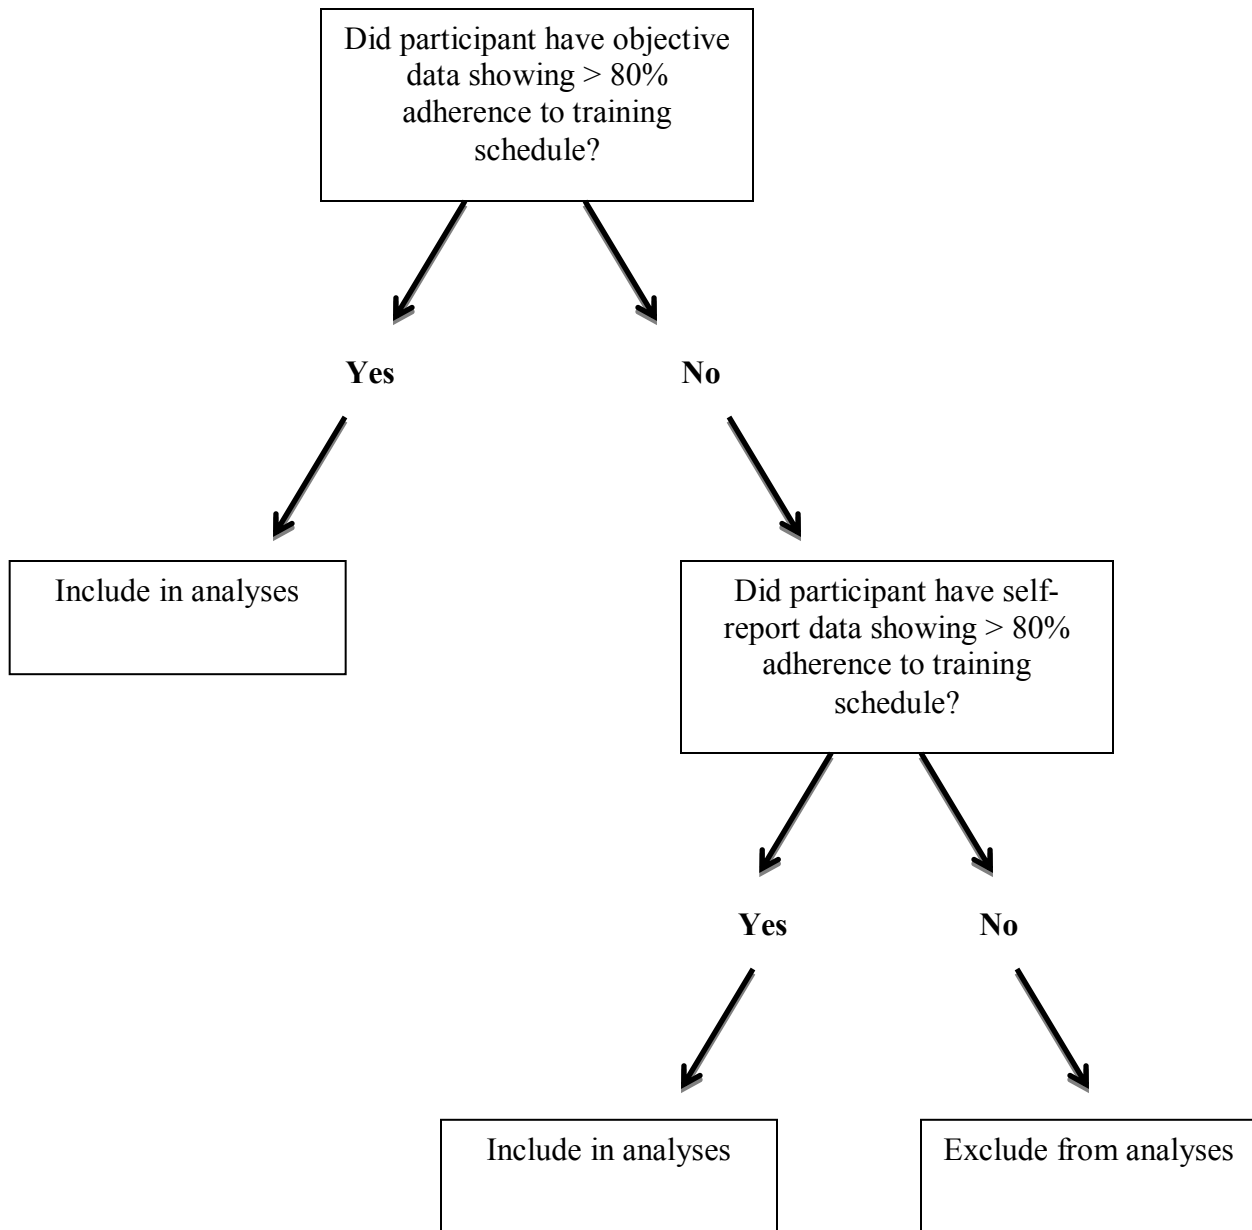 Did participant have objective
data showing > 80%
adherence to training
schedule?
Yes
No
Include in analyses
Did participant have self-
report data showing > 80%
adherence to training
schedule?
Yes
No
Include in analyses
Exclude from analyses